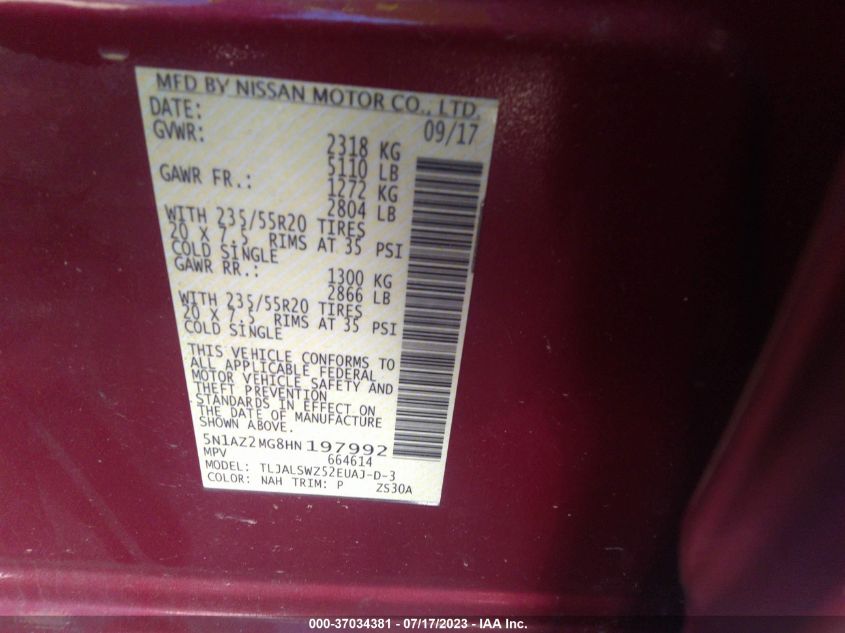 MFD BY NISSAN MOTOR CO., LTD.
DATE: 09/17
GVWR: 2318 KG
5110 LB
GAWR FR.: 1272 KG
2804 LB
WITH 235/55R20 TIRES
20 X 7.5 RIMS AT 35 PSI
COLD SINGLE
GAWR RR.: 1300 KG
2866 LB
WITH 235/55R20 TIRES
20 X 7.5 RIMS AT 35 PSI
COLD SINGLE
THIS VEHICLE CONFORMS TO
ALL APPLICABLE FEDERAL
MOTOR VEHICLE SAFETY AND
THEFT PREVENTION
STANDARDS IN EFFECT ON
THE DATE OF MANUFACTURE
SHOWN ABOVE.
5N1AZ2MG8HN197992
MPV 664614
MODEL: TLJALSWZ52EUAJ-D-3
COLOR: NAH TRIM: P ZS30A
000-37034381 - 07/17/2023 - IAA Inc.